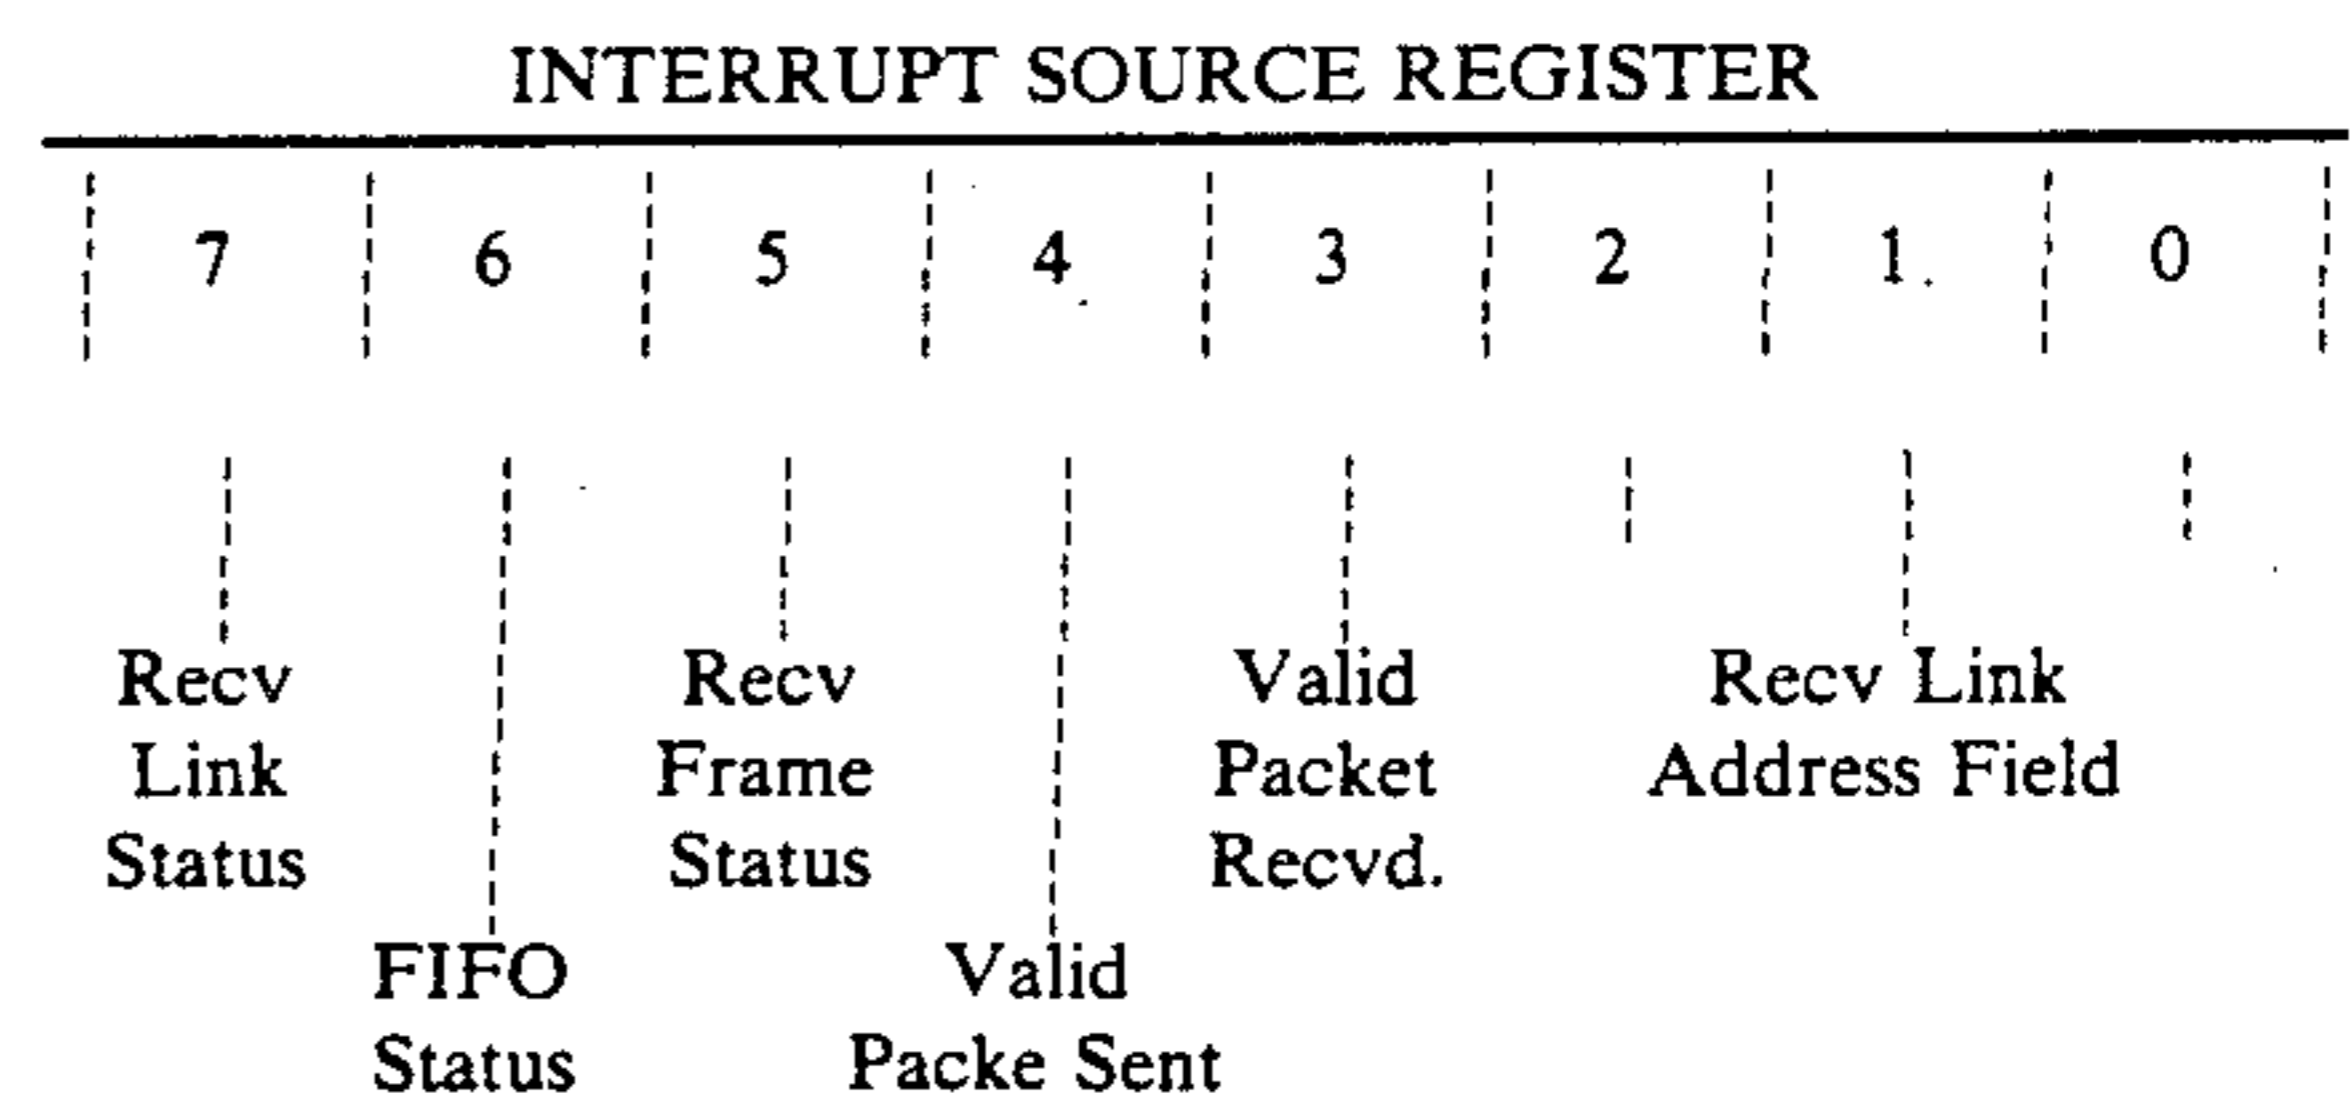 INTERRUPT SOURCE REGISTER
7 6 5 4 3 2 1 0
Recv Recv Valid Recv Link
Link Frame Packet Address Field
Status Status Recvd.
FIFO Valid
Status Packe Sent